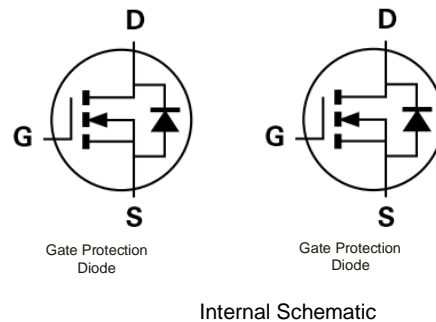 D
D
G
G
S
S
Gate Protection
Diode
Gate Protection
Diode
Internal Schematic